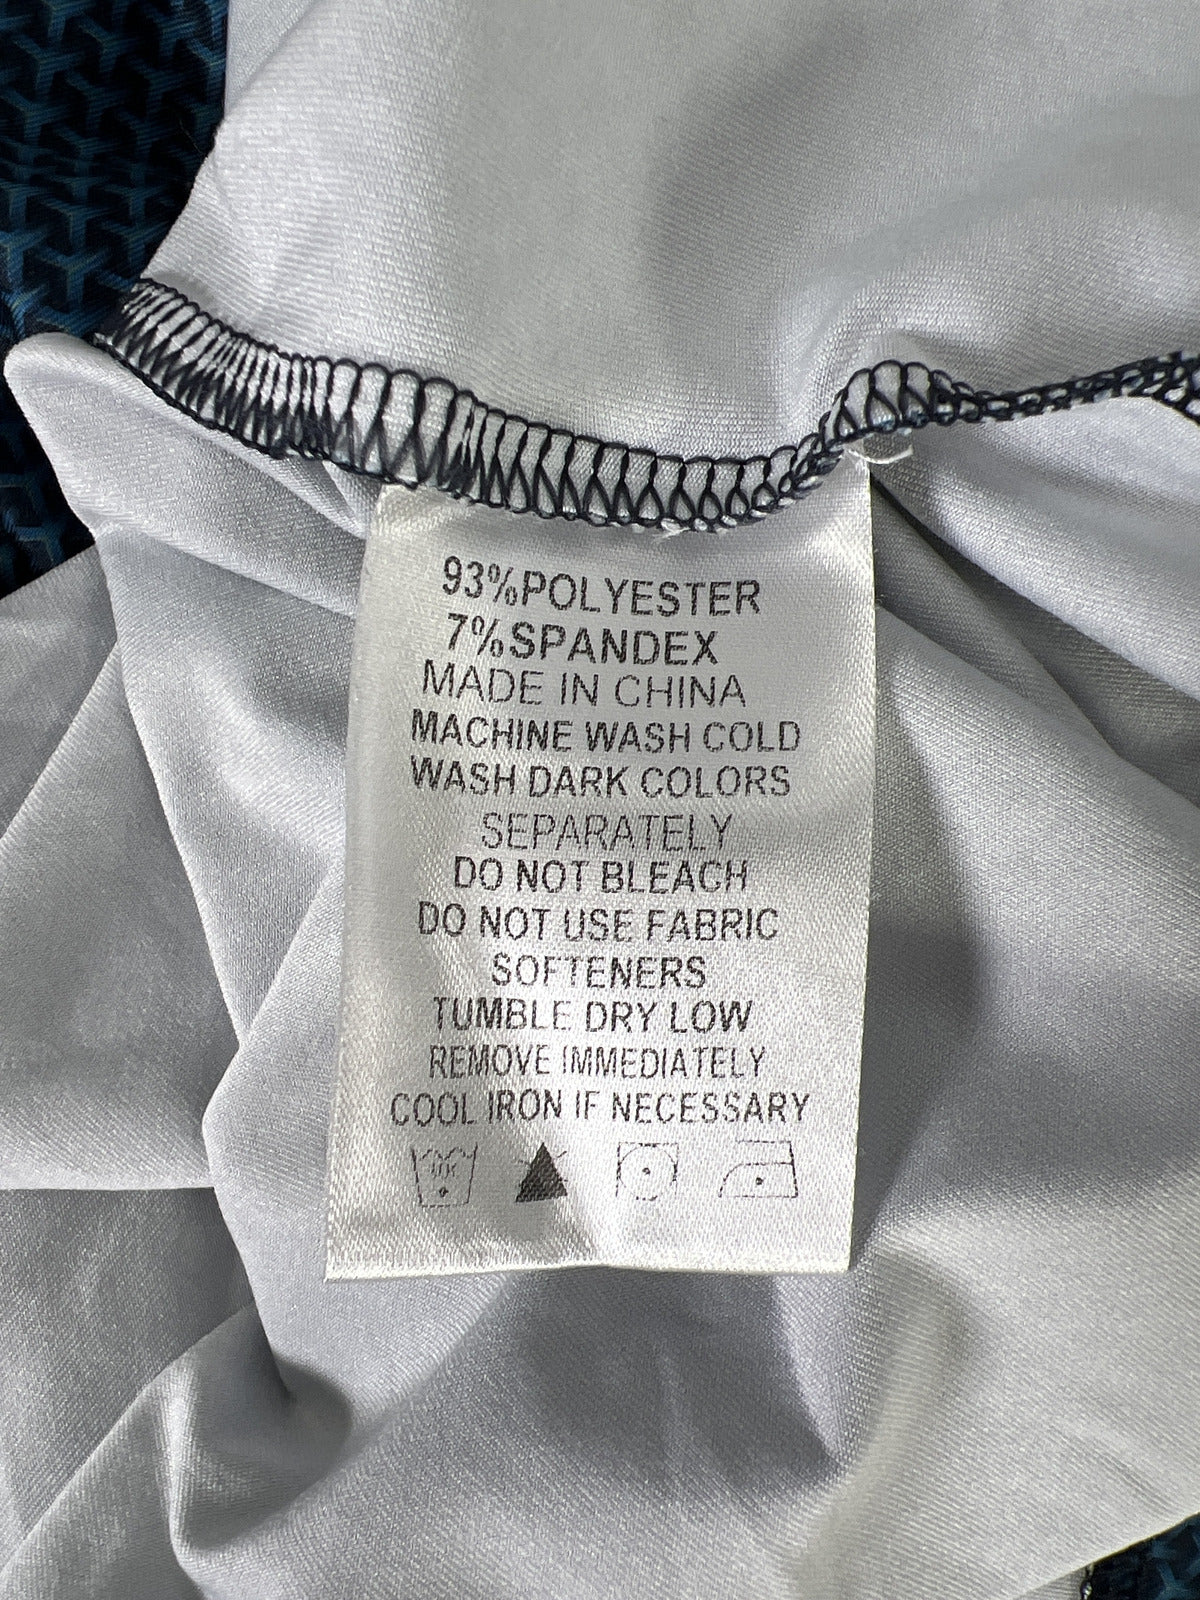 93%POLYESTER
7%SPANDEX
MADE IN CHINA
MACHINE WASH COLD
WASH DARK COLORS
SEPARATELY
DO NOT BLEACH
DO NOT USE FABRIC
SOFTENERS
TUMBLE DRY LOW
REMOVE IMMEDIATELY
COOL IRON IF NECESSARY